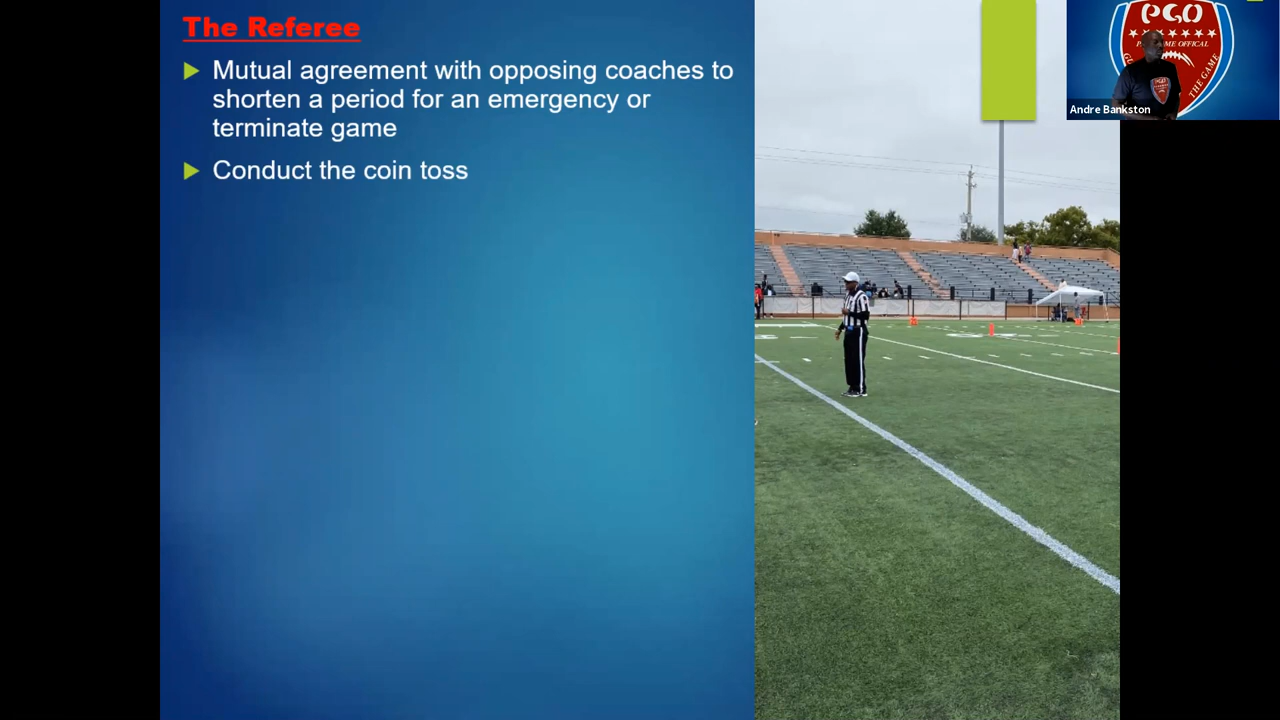 The Referee
Mutual agreement with opposing coaches to
shorten a period for an emergency or
terminate game
Conduct the coin toss
PGO
OFFICIAL
THE GAME
Andre Bankston